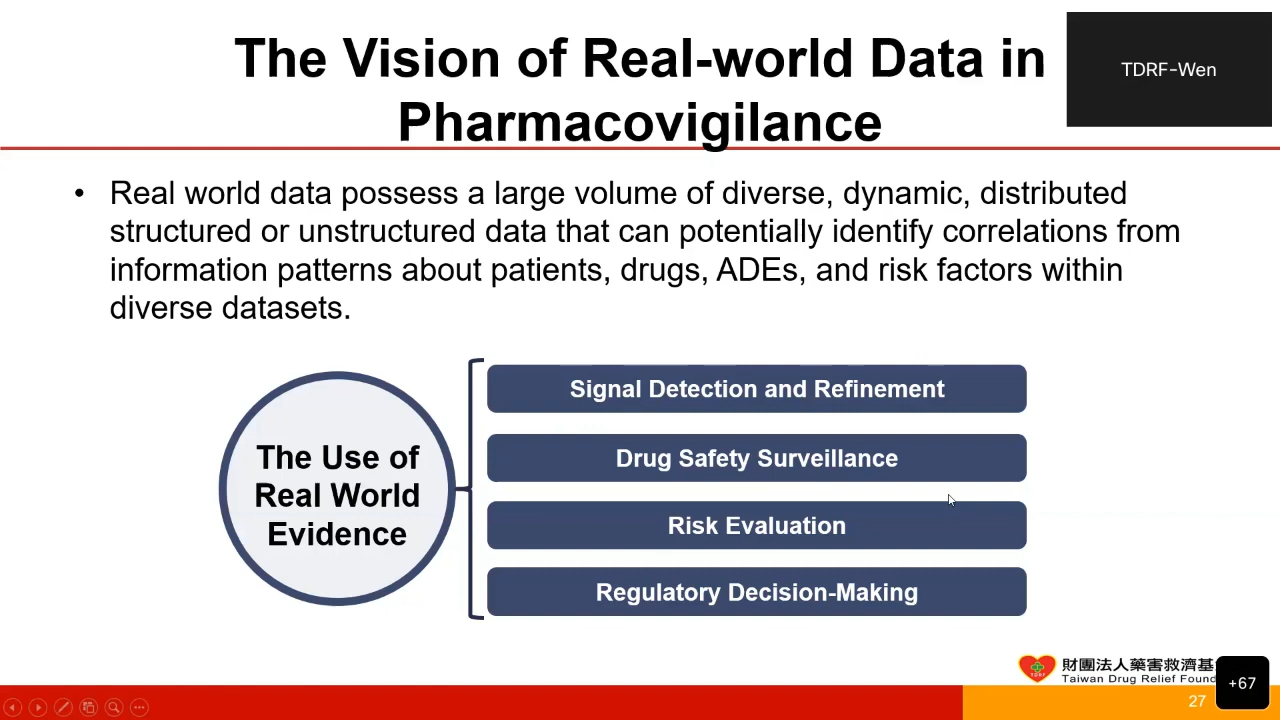 The Vision of Real-world Data in
Pharmacovigilance
TDRF-Wen
• Real world data possess a large volume of diverse, dynamic, distributed
structured or unstructured data that can potentially identify correlations from
information patterns about patients, drugs, ADEs, and risk factors within
diverse datasets.
The Use of
Real World
Evidence
Signal Detection and Refinement
Drug Safety Surveillance
Risk Evaluation
Regulatory Decision-Making
TDRF
財團法人藥害救濟基
Taiwan Drug Relief Found
+67
27